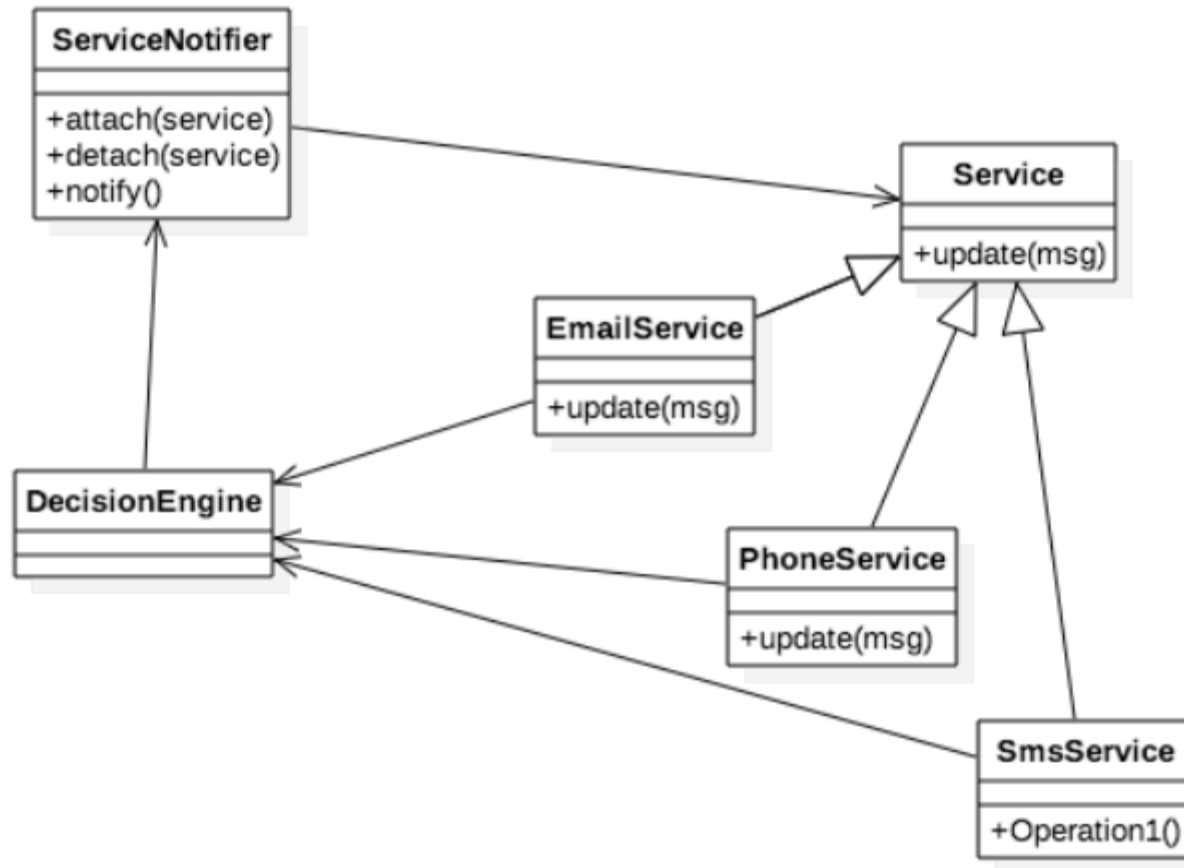 ServiceNotifier
+attach(service)
+detach(service)
+notify()
Service
+update(msg)
EmailService
+update(msg)
DecisionEngine
PhoneService
+update(msg)
SmsService
+Operation1()